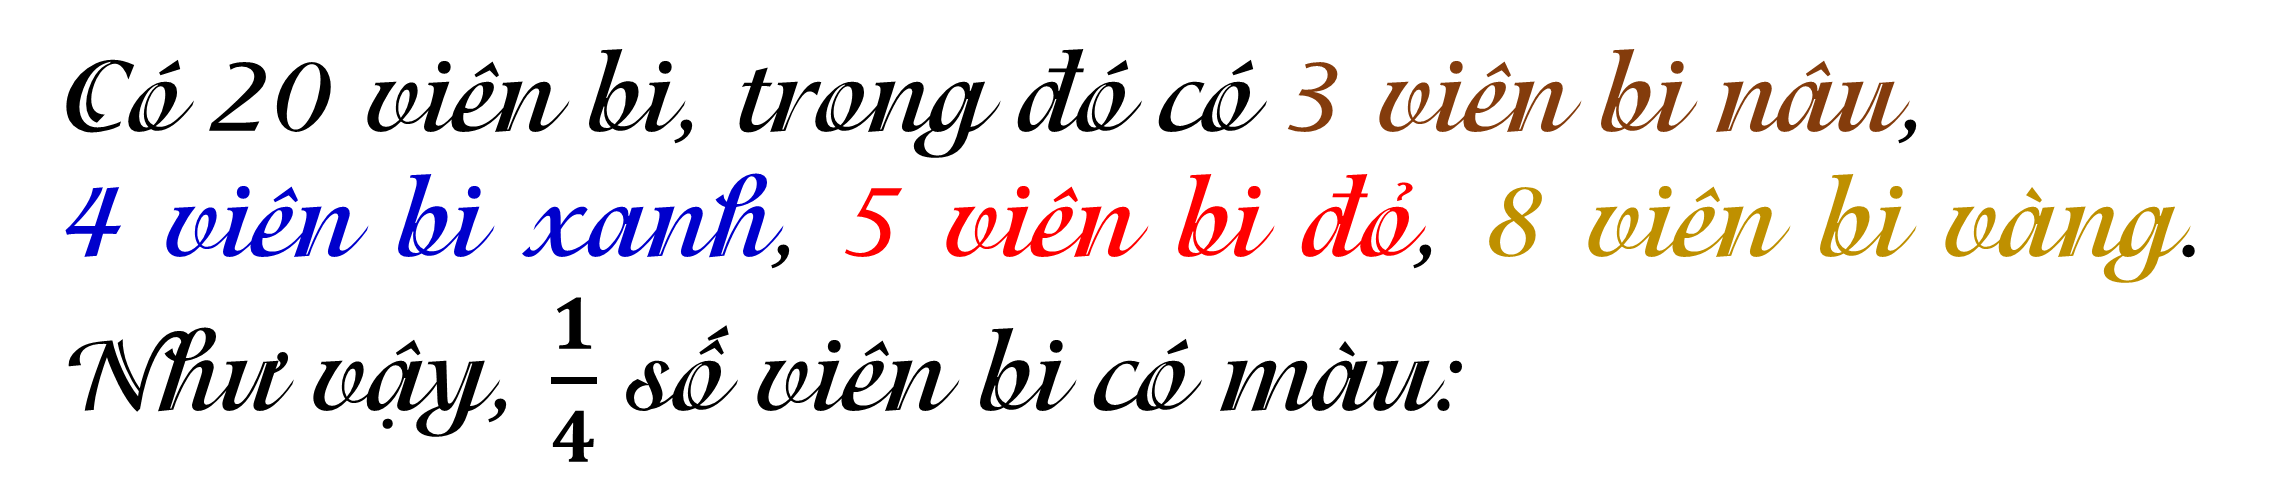 Có 20 viên bi, trong đó có 3 viên bi nâu,
4 viên bi xanh, 5 viên bi đỏ, 8 viên bi vàng.
Như vậy, 1/4 số viên bi có màu: